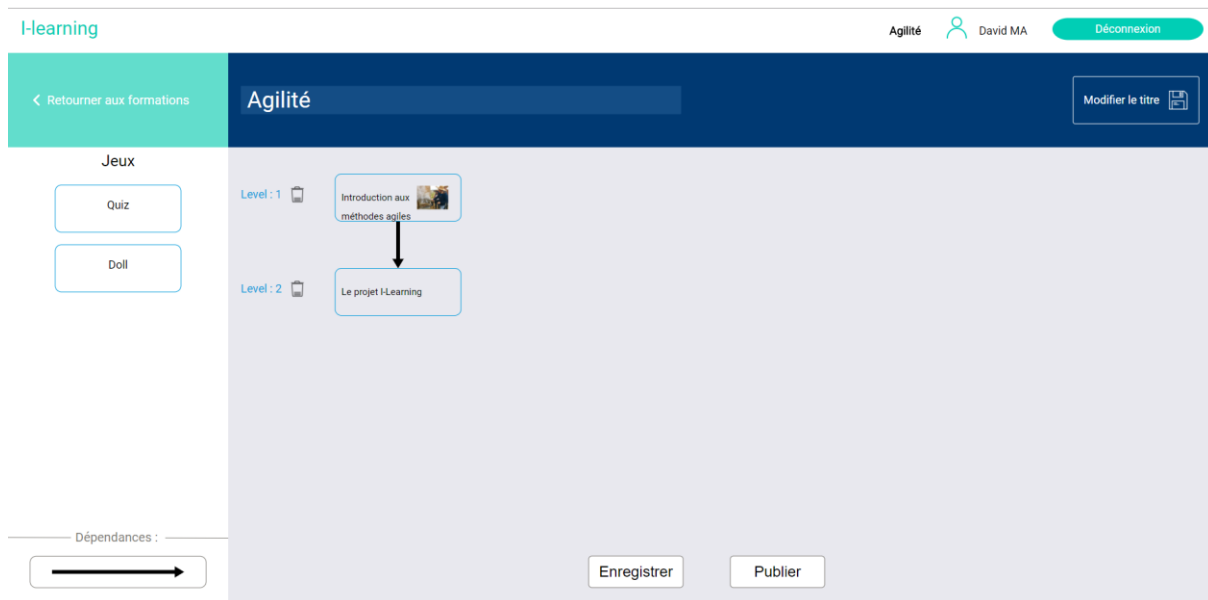 I-learning
Agilité
David MA
Déconnexion
Retourner aux formations
Agilité
Modifier le titre
Jeux
Quiz
Doll
Level : 1
Introduction aux
méthodes agiles
Level : 2
Le projet I-Learning
Dépendances :
Enregistrer
Publier